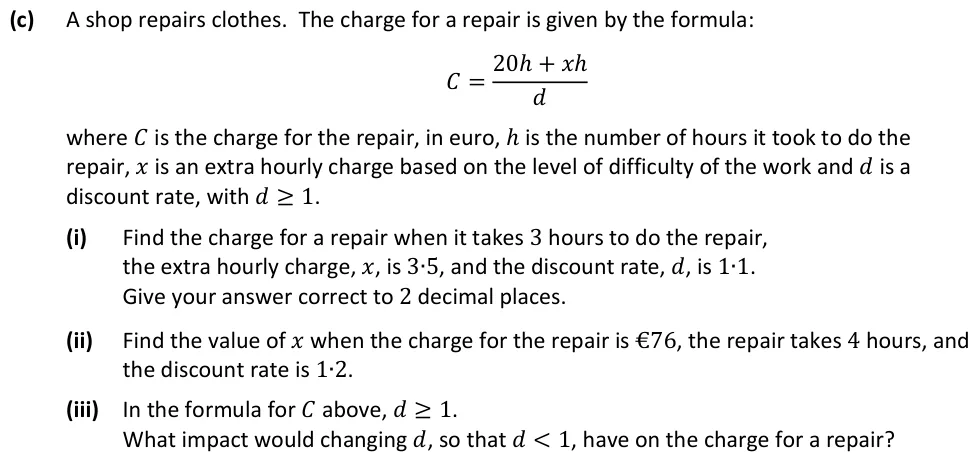 (c) A shop repairs clothes. The charge for a repair is given by the formula:
C = \frac{20h + xh}{d}
where C is the charge for the repair, in euro, h is the number of hours it took to do the
repair, x is an extra hourly charge based on the level of difficulty of the work and d is a
discount rate, with d ≥ 1.
(i) Find the charge for a repair when it takes 3 hours to do the repair,
the extra hourly charge, x, is 3·5, and the discount rate, d, is 1·1.
Give your answer correct to 2 decimal places.
(ii) Find the value of x when the charge for the repair is €76, the repair takes 4 hours, and
the discount rate is 1·2.
(iii) In the formula for C above, d ≥ 1.
What impact would changing d, so that d < 1, have on the charge for a repair?